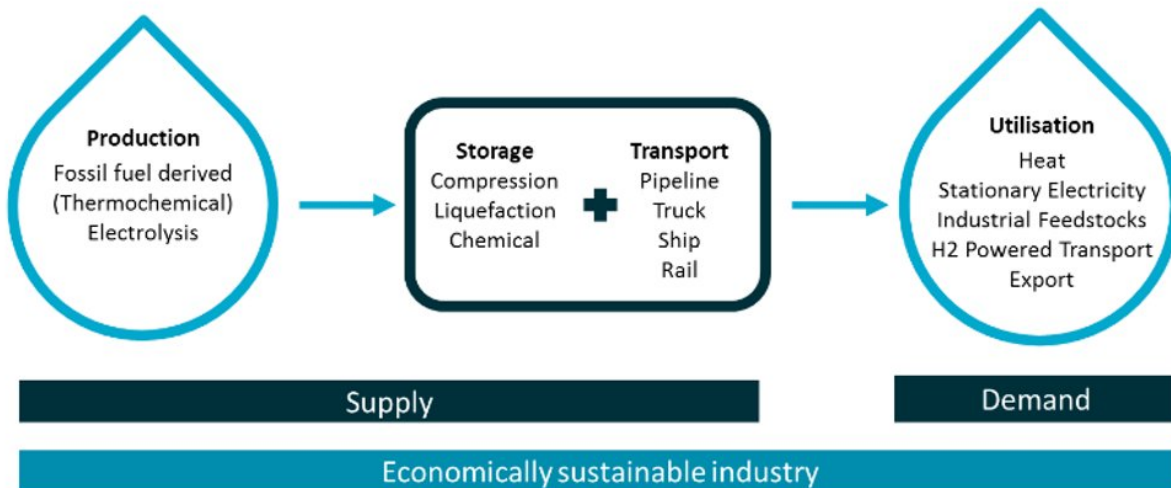 Production
Fossil fuel derived
(Thermochemical)
Electrolysis
Storage
Compression
Liquefaction
Chemical
Transport
Pipeline
Truck
Ship
Rail
Utilisation
Heat
Stationary Electricity
Industrial Feedstocks
H2 Powered Transport
Export
Supply
Demand
Economically sustainable industry